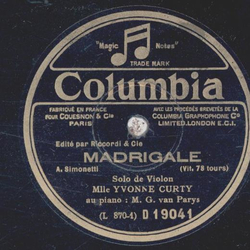 "Magic Notes"
TRADE MARK
Columbia
FABRIQUÉ EN FRANCE
POUR COUESNON & Cie
PARIS
AVEC LES PROCÉDÉS BREVETÉS DE LA
COLUMBIA GRAPHOPHONE Co
LIMITED. LONDON E.C.I.
Edité par Riccordi & Cie
MADRIGALE
A. Simonetti
(Vit. 78 tours)
Solo de Violon
Mlle YVONNE CURTY
au piano : M. G. van Parys
(L 870-4) D 19041